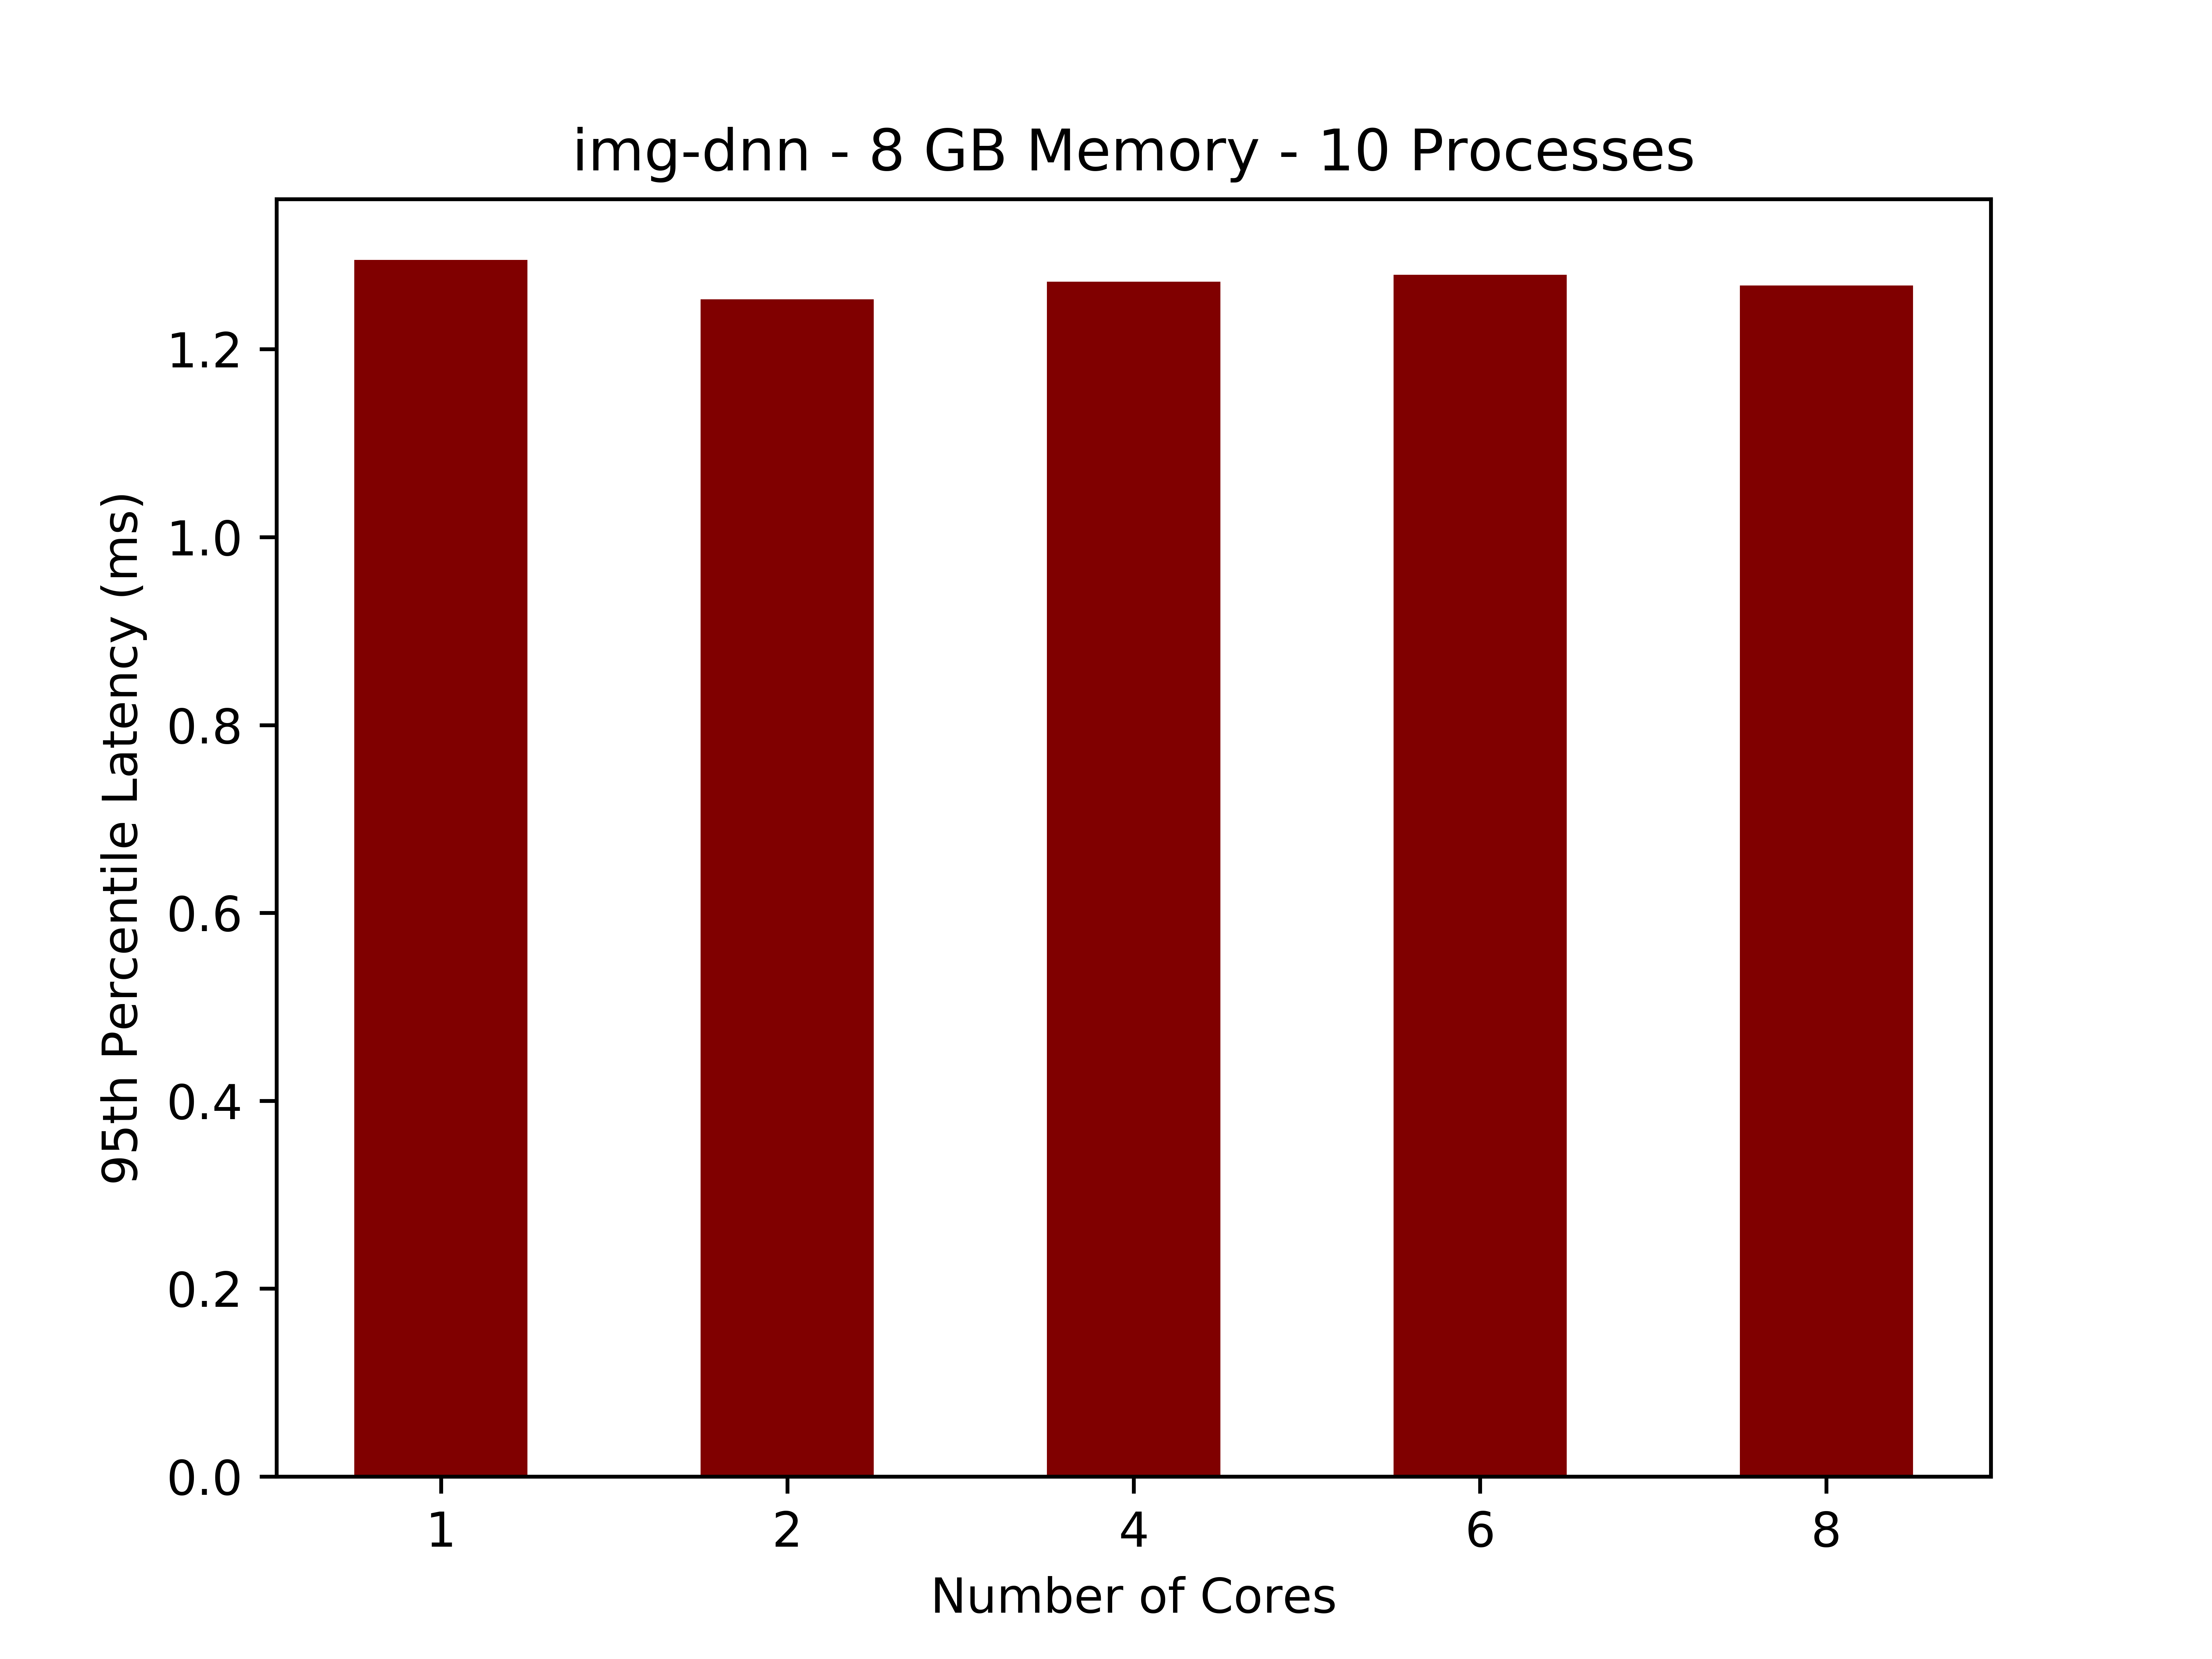 img-dnn - 8 GB Memory - 10 Processes
95th Percentile Latency (ms)
1.2
1.0
0.8
0.6
0.4
0.2
0.0
1 2 4 6 8
Number of Cores